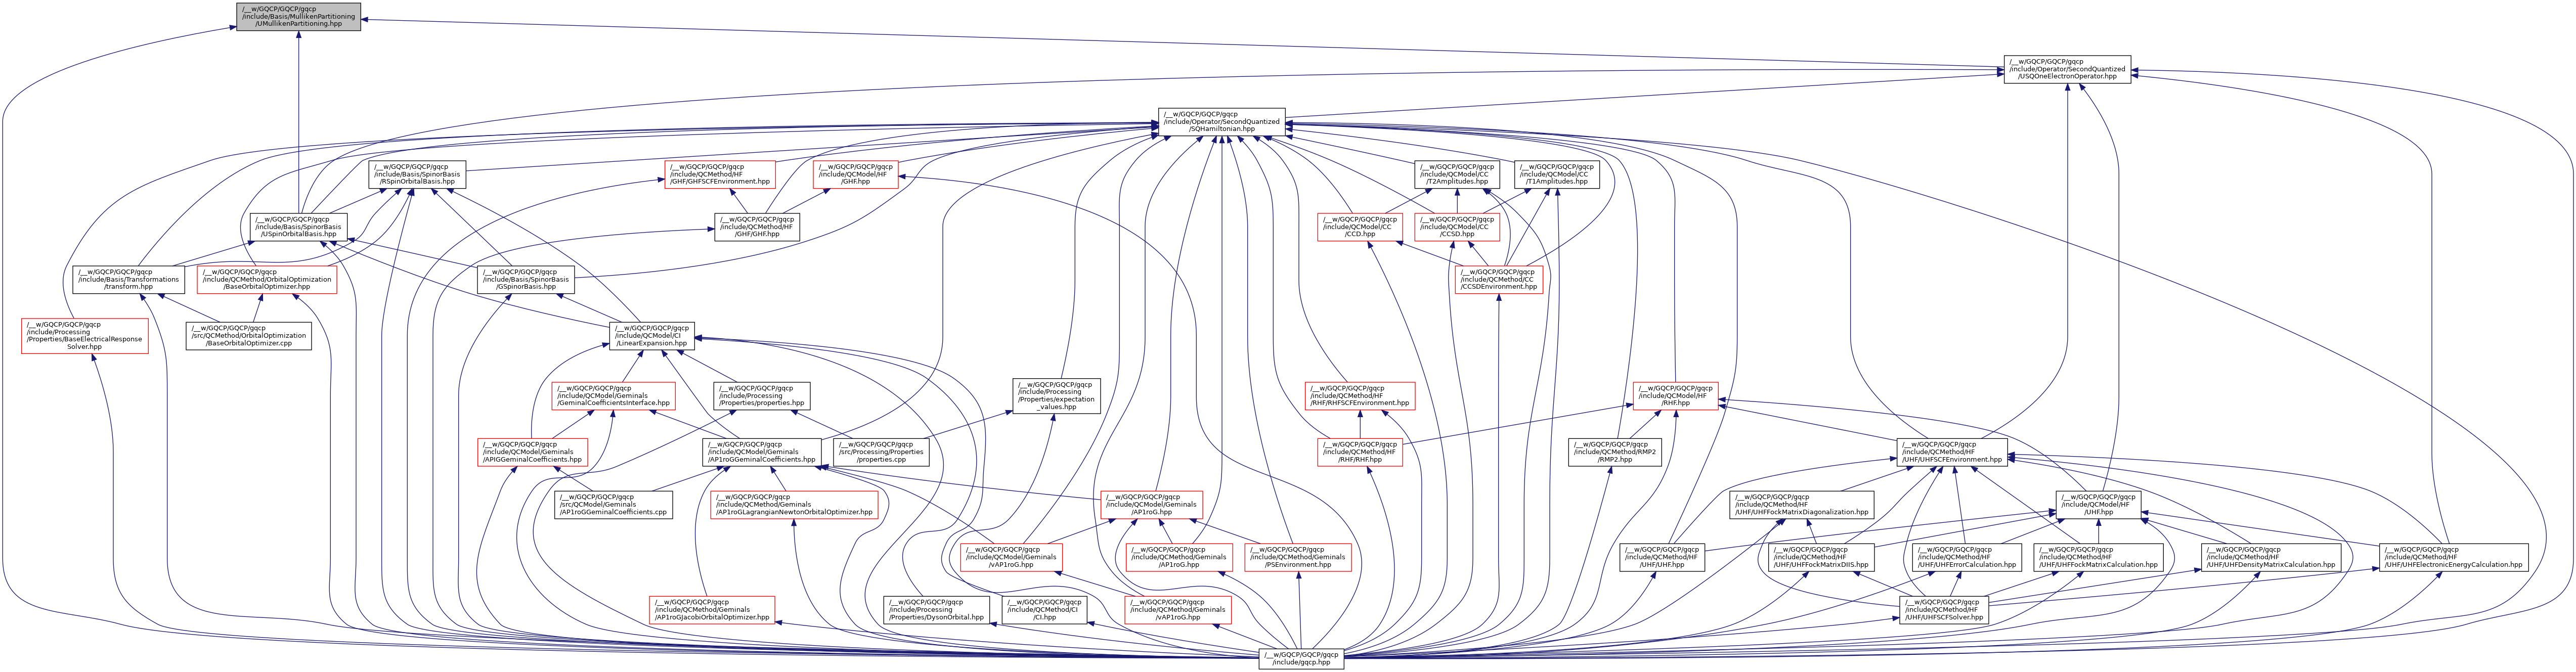 /__w/GQCP/GQCP/gqcp
/include/Basis/MullikenPartitioning
/UMullikenPartitioning.hpp
/__w/GQCP/GQCP/gqcp
/include/Operator/SecondQuantized
/USQOneElectronOperator.hpp
/__w/GQCP/GQCP/gqcp
/include/Operator/SecondQuantized
/SQHamiltonian.hpp
/__w/GQCP/GQCP/gqcp
/include/Basis/SpinorBasis
/RSpinOrbitalBasis.hpp
/__w/GQCP/GQCP/gqcp
/include/QCMethod/HF
/GHF/GHFSCFEnvironment.hpp
/__w/GQCP/GQCP/gqcp
/include/QCModel/HF
/GHF.hpp
/__w/GQCP/GQCP/gqcp
/include/QCModel/CC
/T2Amplitudes.hpp
/__w/GQCP/GQCP/gqcp
/include/QCModel/CC
/T1Amplitudes.hpp
/__w/GQCP/GQCP/gqcp
/include/Basis/SpinorBasis
/USpinOrbitalBasis.hpp
/__w/GQCP/GQCP/gqcp
/include/QCMethod/HF
/GHF/GHF.hpp
/__w/GQCP/GQCP/gqcp
/include/QCModel/CC
/CCD.hpp
/__w/GQCP/GQCP/gqcp
/include/QCModel/CC
/CCSD.hpp
/__w/GQCP/GQCP/gqcp
/include/Basis/Transformations
/transform.hpp
/__w/GQCP/GQCP/gqcp
/include/QCMethod/OrbitalOptimization
/BaseOrbitalOptimizer.hpp
/__w/GQCP/GQCP/gqcp
/include/Basis/SpinorBasis
/GSpinorBasis.hpp
/__w/GQCP/GQCP/gqcp
/include/QCMethod/CC
/CCSDEnvironment.hpp
/__w/GQCP/GQCP/gqcp
/include/Processing
/Properties/BaseElectricalResponse
Solver.hpp
/__w/GQCP/GQCP/gqcp
/src/QCMethod/OrbitalOptimization
/BaseOrbitalOptimizer.cpp
/__w/GQCP/GQCP/gqcp
/include/QCModel/CI
/LinearExpansion.hpp
/__w/GQCP/GQCP/gqcp
/include/QCModel/Geminals
/GeminalCoefficientsInterface.hpp
/__w/GQCP/GQCP/gqcp
/include/Processing
/Properties/properties.hpp
/__w/GQCP/GQCP/gqcp
/include/Processing
/Properties/expectation
_values.hpp
/__w/GQCP/GQCP/gqcp
/include/QCMethod/HF
/RHF/RHFSCFEnvironment.hpp
/__w/GQCP/GQCP/gqcp
/include/QCModel/HF
/RHF.hpp
/__w/GQCP/GQCP/gqcp
/include/QCModel/Geminals
/APIGGeminalCoefficients.hpp
/__w/GQCP/GQCP/gqcp
/include/QCModel/Geminals
/AP1roGGeminalCoefficients.hpp
/__w/GQCP/GQCP/gqcp
/src/Processing/Properties
/properties.cpp
/__w/GQCP/GQCP/gqcp
/include/QCMethod/HF
/RHF/RHF.hpp
/__w/GQCP/GQCP/gqcp
/include/QCMethod/RMP2
/RMP2.hpp
/__w/GQCP/GQCP/gqcp
/include/QCMethod/HF
/UHF/UHFSCFEnvironment.hpp
/__w/GQCP/GQCP/gqcp
/src/QCModel/Geminals
/AP1roGGeminalCoefficients.cpp
/__w/GQCP/GQCP/gqcp
/include/QCMethod/Geminals
/AP1roGLagrangianNewtonOrbitalOptimizer.hpp
/__w/GQCP/GQCP/gqcp
/include/QCModel/Geminals
/AP1roG.hpp
/__w/GQCP/GQCP/gqcp
/include/QCMethod/HF
/UHF/UHFFockMatrixDiagonalization.hpp
/__w/GQCP/GQCP/gqcp
/include/QCModel/HF
/UHF.hpp
/__w/GQCP/GQCP/gqcp
/include/QCModel/Geminals
/vAP1roG.hpp
/__w/GQCP/GQCP/gqcp
/include/QCMethod/Geminals
/AP1roG.hpp
/__w/GQCP/GQCP/gqcp
/include/QCMethod/Geminals
/PSEnvironment.hpp
/__w/GQCP/GQCP/gqcp
/include/QCMethod/HF
/UHF/UHF.hpp
/__w/GQCP/GQCP/gqcp
/include/QCMethod/HF
/UHF/UHFFockMatrixDIIS.hpp
/__w/GQCP/GQCP/gqcp
/include/QCMethod/HF
/UHF/UHFErrorCalculation.hpp
/__w/GQCP/GQCP/gqcp
/include/QCMethod/HF
/UHF/UHFFockMatrixCalculation.hpp
/__w/GQCP/GQCP/gqcp
/include/QCMethod/HF
/UHF/UHFDensityMatrixCalculation.hpp
/__w/GQCP/GQCP/gqcp
/include/QCMethod/HF
/UHF/UHFElectronicEnergyCalculation.hpp
/__w/GQCP/GQCP/gqcp
/include/QCMethod/Geminals
/AP1roGJacobiOrbitalOptimizer.hpp
/__w/GQCP/GQCP/gqcp
/include/Processing
/Properties/DysonOrbital.hpp
/__w/GQCP/GQCP/gqcp
/include/QCMethod/CI
/CI.hpp
/__w/GQCP/GQCP/gqcp
/include/QCMethod/Geminals
/vAP1roG.hpp
/__w/GQCP/GQCP/gqcp
/include/QCMethod/HF
/UHF/UHFSCFSolver.hpp
/__w/GQCP/GQCP/gqcp
/include/gqcp.hpp